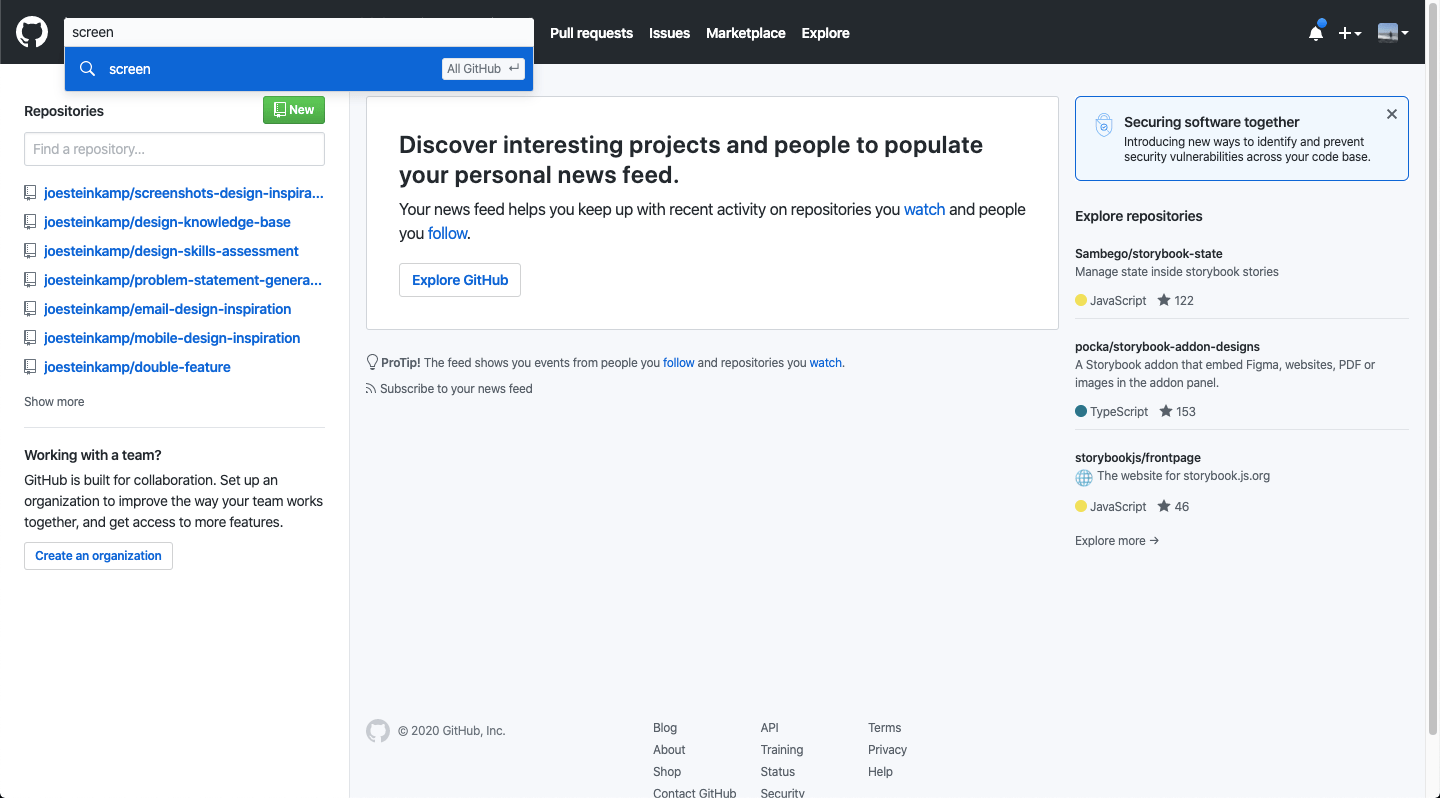 screen
Pull requests
Issues
Marketplace
Explore
screen
All GitHub
Repositories
New
Find a repository...
joesteinkamp/screenshots-design-inspira...
joesteinkamp/design-knowledge-base
joesteinkamp/design-skills-assessment
joesteinkamp/problem-statement-genera...
joesteinkamp/email-design-inspiration
joesteinkamp/mobile-design-inspiration
joesteinkamp/double-feature
Show more
Working with a team?
GitHub is built for collaboration. Set up an
organization to improve the way your team works
together, and get access to more features.
Create an organization
Discover interesting projects and people to populate
your personal news feed.
Your news feed helps you keep up with recent activity on repositories you watch and people
you follow.
Explore GitHub
ProTip! The feed shows you events from people you follow and repositories you watch.
Subscribe to your news feed
Securing software together
Introducing new ways to identify and prevent
security vulnerabilities across your code base.
Explore repositories
Sambego/storybook-state
Manage state inside storybook stories
JavaScript 122
pocka/storybook-addon-designs
A Storybook addon that embed Figma, websites, PDF or
images in the addon panel.
TypeScript 153
storybookjs/frontpage
The website for storybook.js.org
JavaScript 46
Explore more →
© 2020 GitHub, Inc.
Blog
About
Shop
Contact GitHub
API
Training
Status
Security
Terms
Privacy
Help